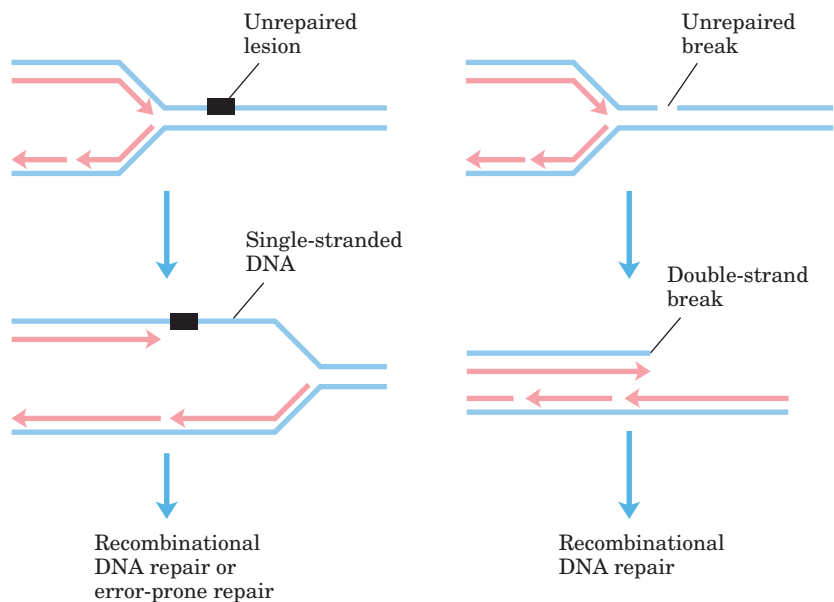 Unrepaired
lesion
Unrepaired
break
Single-stranded
DNA
Double-strand
break
Recombinational
DNA repair or
error-prone repair
Recombinational
DNA repair